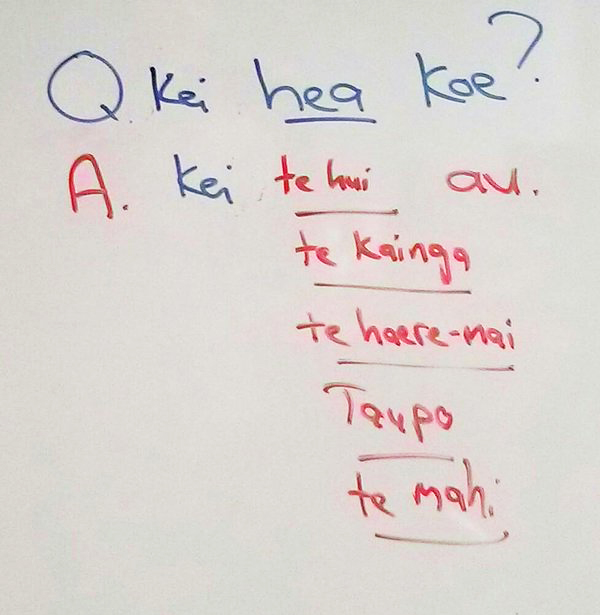 Q. Kei hea koe?
A. Kei te hui au.
te Kainga
te haere-mai
Taupo
te mahi